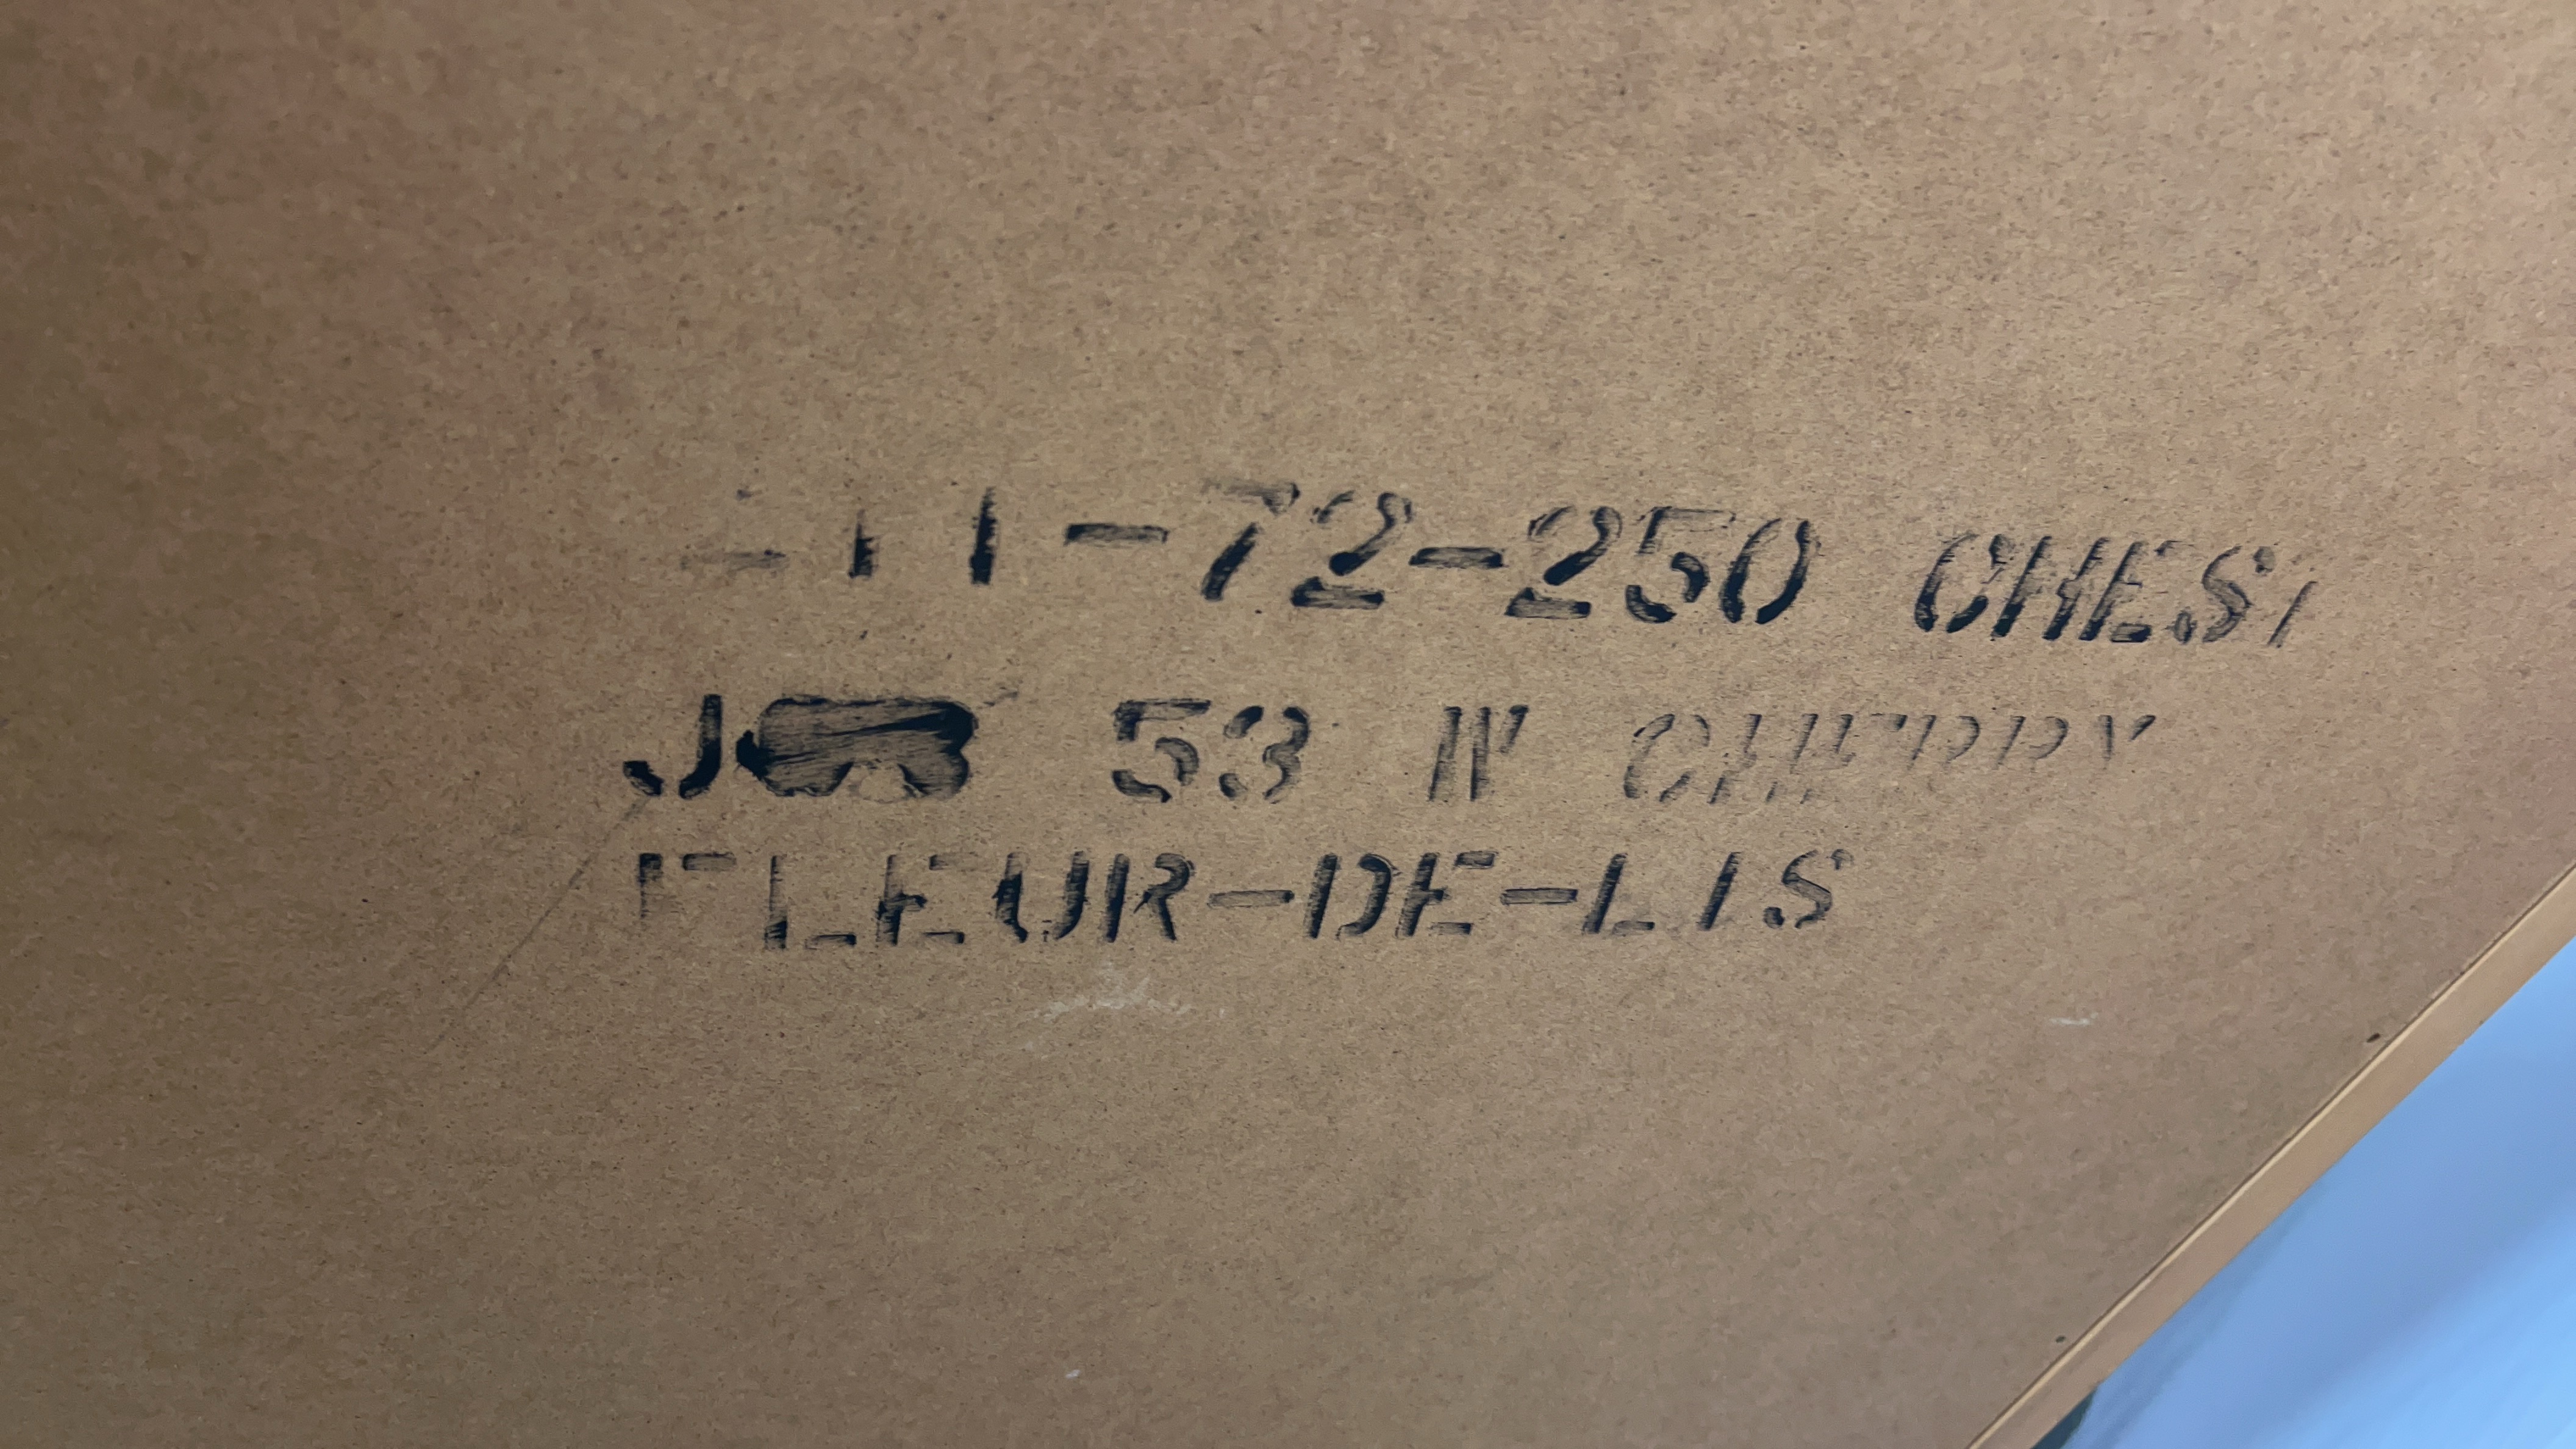 11-72-250 CHEST
53 W CHERRY
FLEUR-DE-LIS